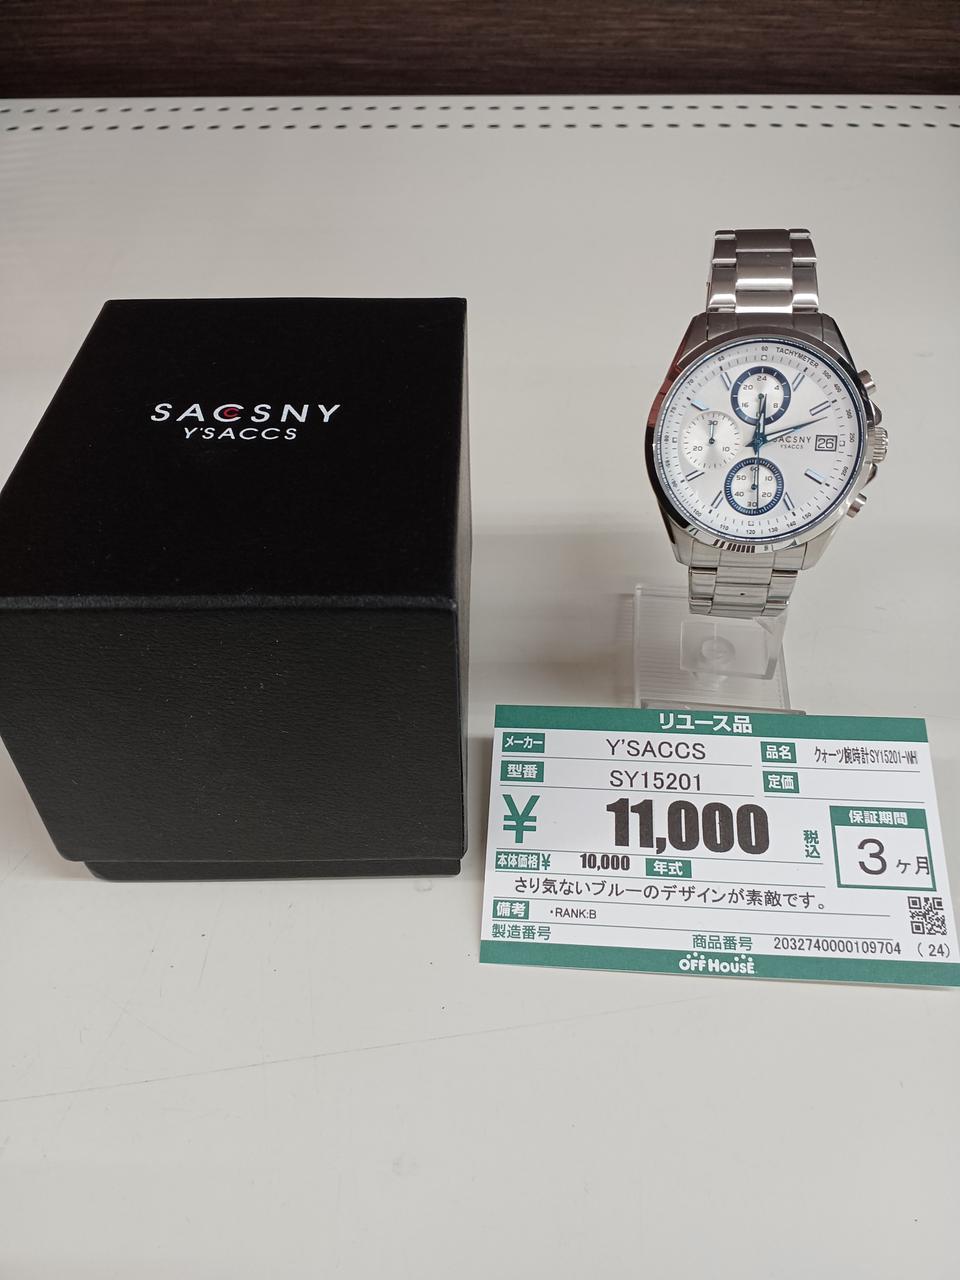 SACSNY
Y'SACCS
TACHYMETER
SACSNY
Y'SACCS
26
リユース品
メーカー Y'SACCS 品名 クォーツ腕時計SY15201-WH
型番 SY15201 定価
¥ 11,000 税込 保証期間 3ヶ月
本体価格¥ 10,000 年式
さり気ないブルーのデザインが素敵です。
備考 ・RANK:B
製造番号 商品番号 2032740000109704 (24)
OFF HOUSE